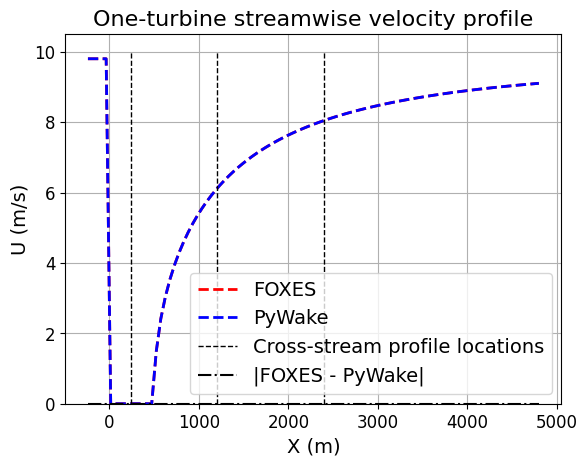 One-turbine streamwise velocity profile
U (m/s)
10
8
6
4
2
0
FOXES
PyWake
Cross-stream profile locations
|FOXES - PyWake|
0 1000 2000 3000 4000 5000
X (m)